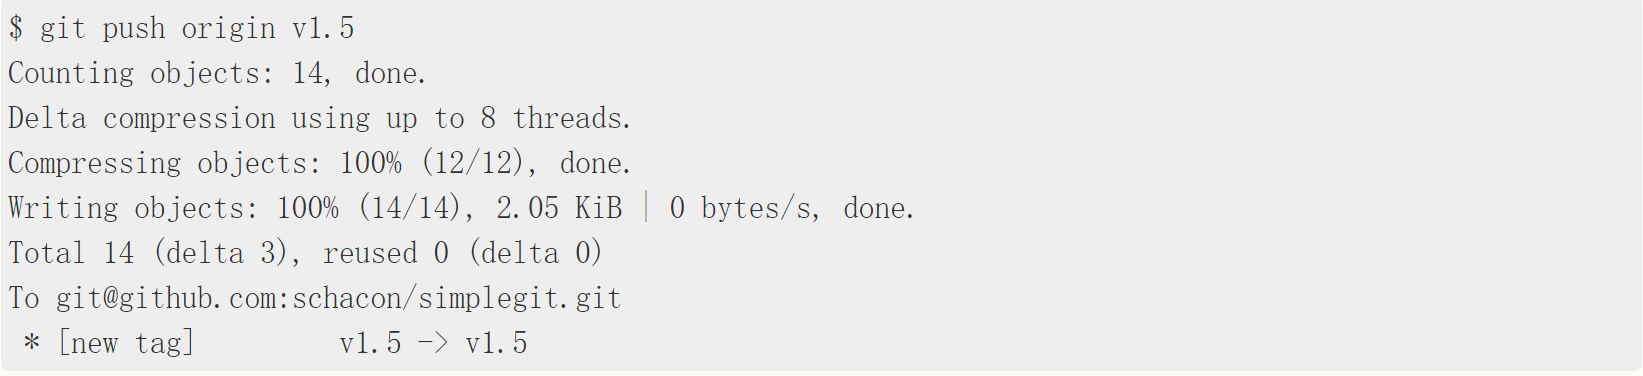 $ git push origin v1.5
Counting objects: 14, done.
Delta compression using up to 8 threads.
Compressing objects: 100% (12/12), done.
Writing objects: 100% (14/14), 2.05 KiB | 0 bytes/s, done.
Total 14 (delta 3), reused 0 (delta 0)
To git@github.com:schacon/simplegit.git
 * [new tag]         v1.5 -> v1.5